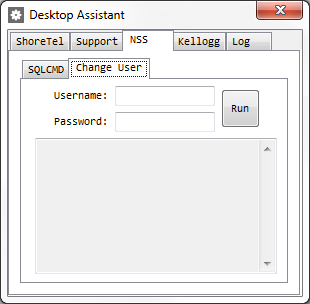 Desktop Assistant
ShoreTel Support NSS Kellogg Log
SQLCMD Change User
Username:
Run
Password: